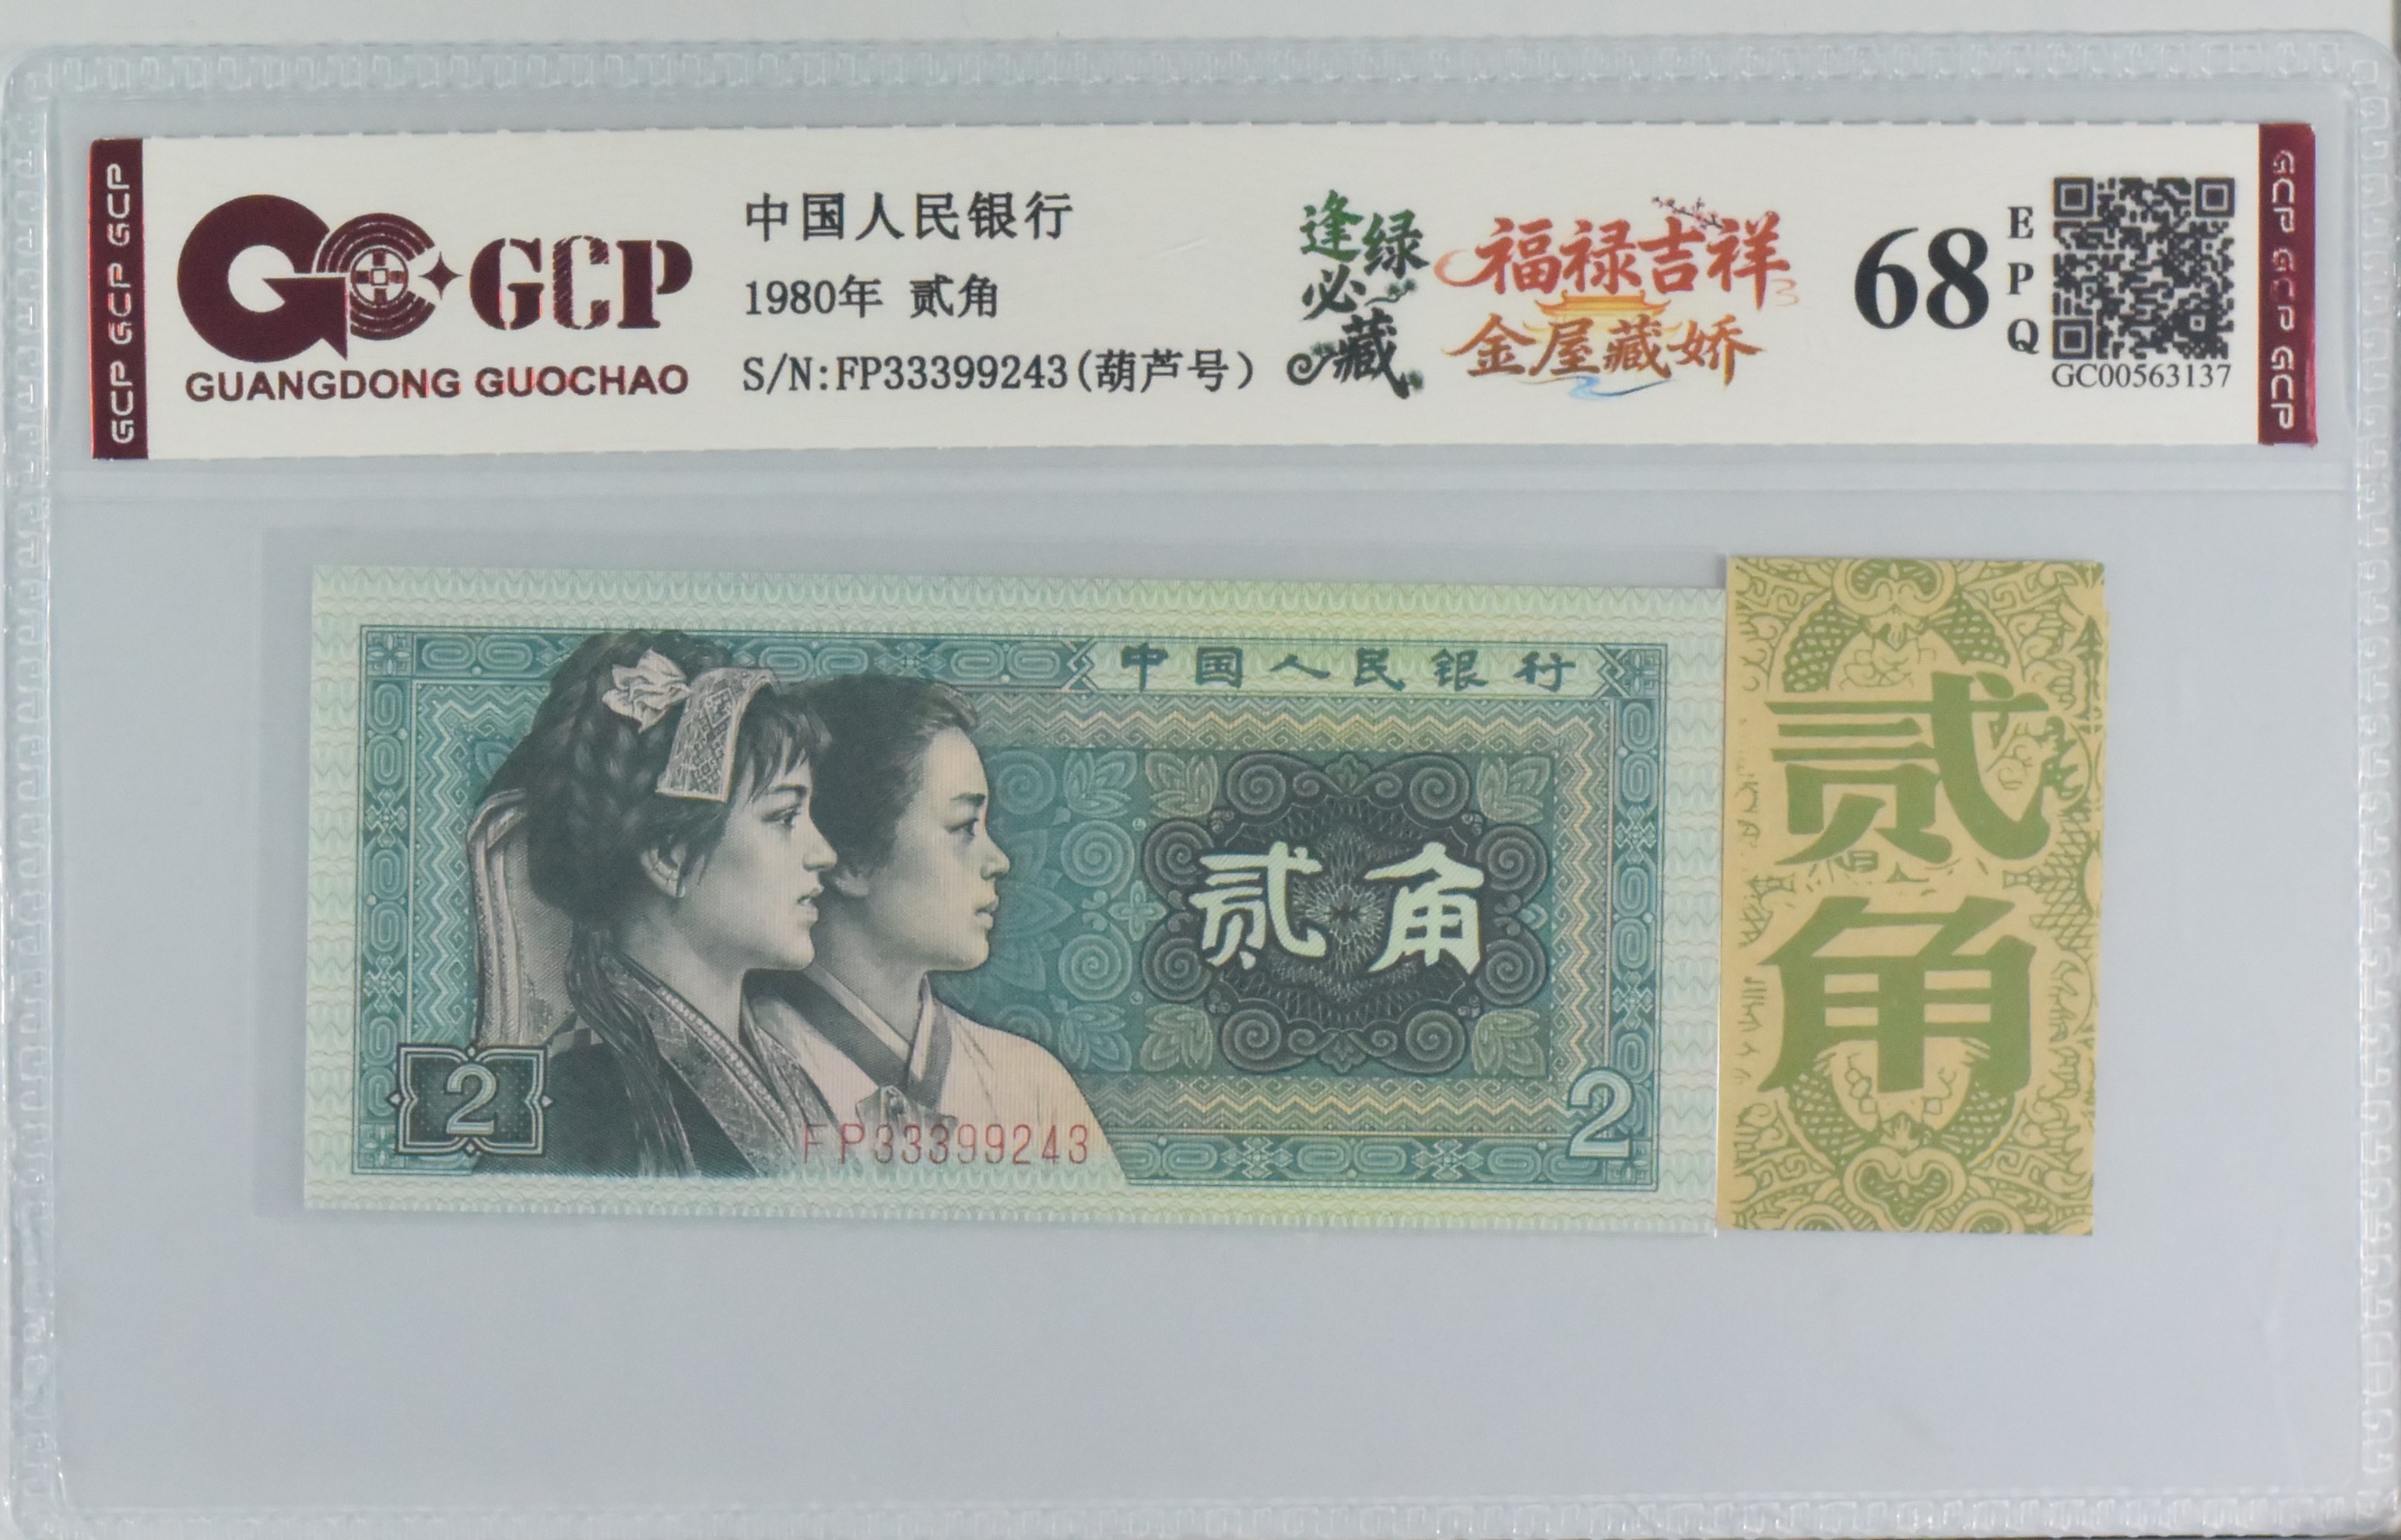 GCP GCP GCP
GCP
GUANGDONG GUOCHAO
中国人民银行
1980年 贰角
S/N:FP33399243(葫芦号)
逢绿
必
藏
福禄吉祥
金屋藏娇
68
E
P
Q
GC00563137
GCP GCP GCP
中国人民银行
贰角
2
FP33399243
2
贰
角